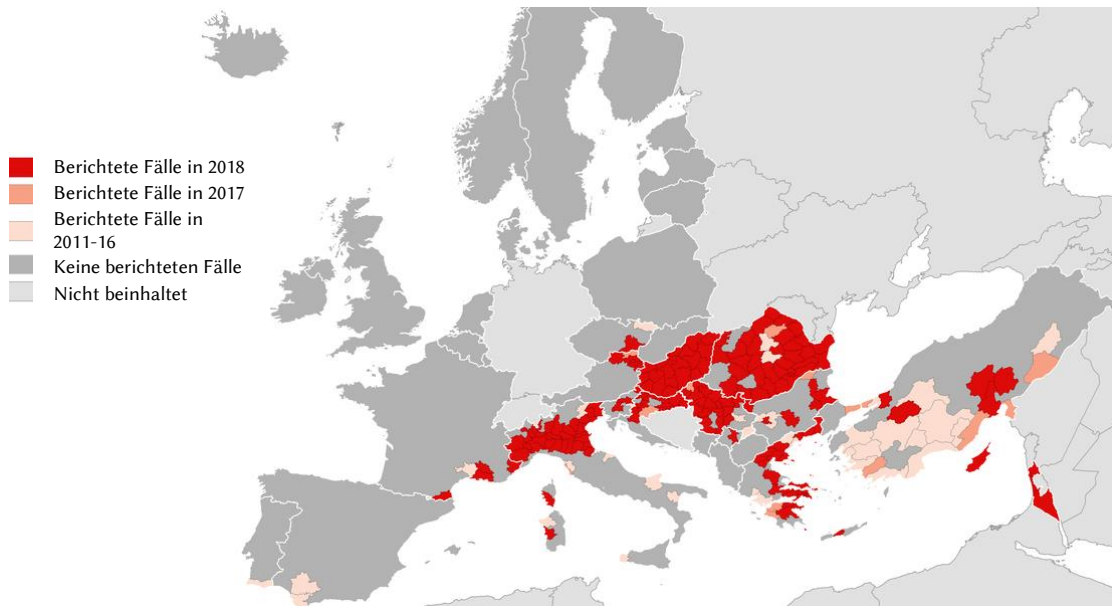 Berichtete Fälle in 2018
Berichtete Fälle in 2017
Berichtete Fälle in
2011-16
Keine berichteten Fälle
Nicht beinhaltet